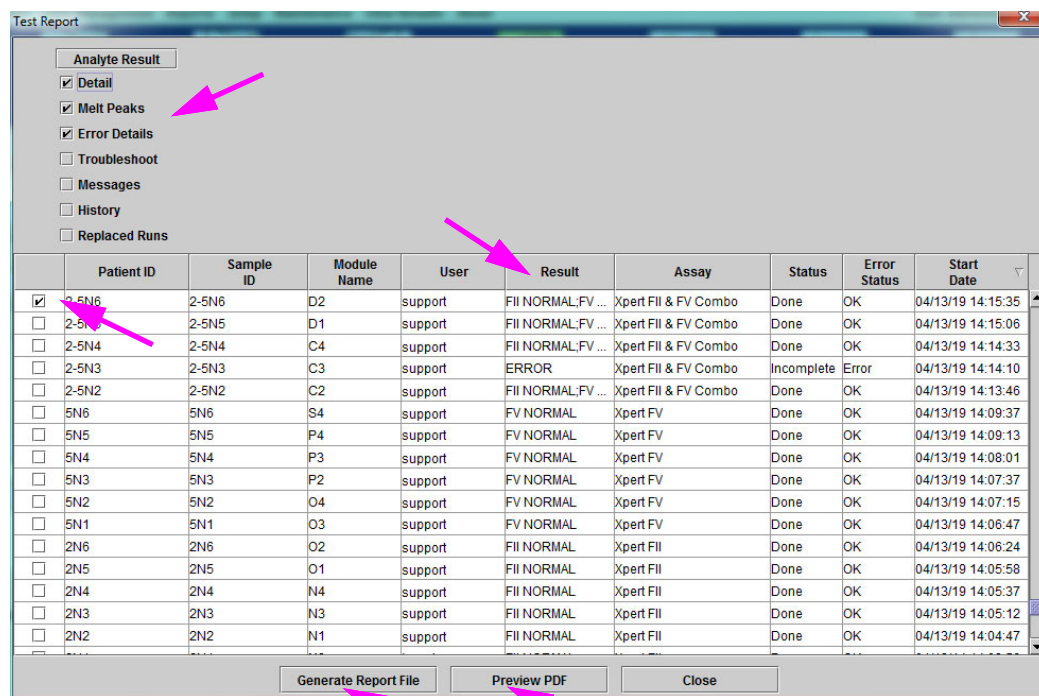 Test Report
Analyte Result
Detail
Melt Peaks
Error Details
Troubleshoot
Messages
History
Replaced Runs
Patient ID Sample ID Module Name User Result Assay Status Error Status Start Date
2-5N6 2-5N6 D2 support FII NORMAL;FV ... Xpert FII & FV Combo Done OK 04/13/19 14:15:35
2-5N5 D1 support FII NORMAL;FV ... Xpert FII & FV Combo Done OK 04/13/19 14:15:06
2-5N4 2-5N4 C4 support FII NORMAL;FV ... Xpert FII & FV Combo Done OK 04/13/19 14:14:33
2-5N3 2-5N3 C3 support ERROR Xpert FII & FV Combo Incomplete Error 04/13/19 14:14:10
2-5N2 2-5N2 C2 support FII NORMAL;FV ... Xpert FII & FV Combo Done OK 04/13/19 14:13:46
5N6 5N6 S4 support FV NORMAL Xpert FV Done OK 04/13/19 14:09:37
5N5 5N5 P4 support FV NORMAL Xpert FV Done OK 04/13/19 14:09:13
5N4 5N4 P3 support FV NORMAL Xpert FV Done OK 04/13/19 14:08:01
5N3 5N3 P2 support FV NORMAL Xpert FV Done OK 04/13/19 14:07:37
5N2 5N2 O4 support FV NORMAL Xpert FV Done OK 04/13/19 14:07:15
5N1 5N1 O3 support FV NORMAL Xpert FV Done OK 04/13/19 14:06:47
2N6 2N6 O2 support FII NORMAL Xpert FII Done OK 04/13/19 14:06:24
2N5 2N5 O1 support FII NORMAL Xpert FII Done OK 04/13/19 14:05:58
2N4 2N4 N4 support FII NORMAL Xpert FII Done OK 04/13/19 14:05:37
2N3 2N3 N3 support FII NORMAL Xpert FII Done OK 04/13/19 14:05:12
2N2 2N2 N1 support FII NORMAL Xpert FII Done OK 04/13/19 14:04:47
Generate Report File Preview PDF Close